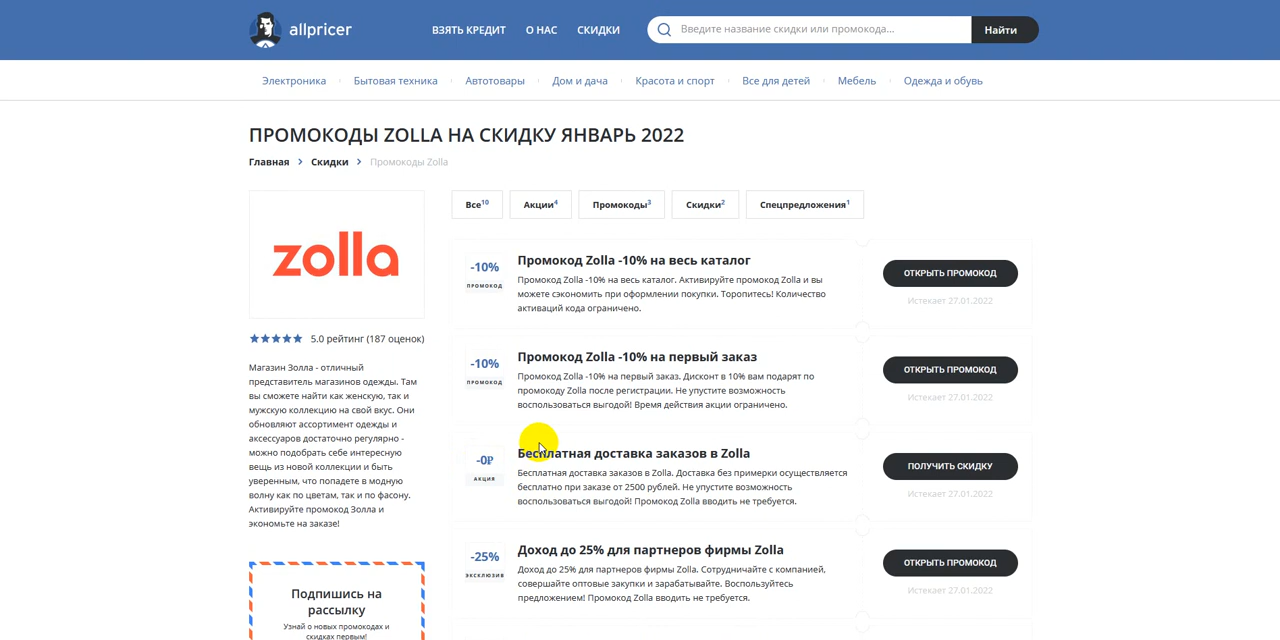 allpricer
ВЗЯТЬ КРЕДИТ О НАС СКИДКИ
Введите название скидки или промокода...
Найти
Электроника Бытовая техника Автотовары Дом и дача Красота и спорт Все для детей Мебель Одежда и обувь
ПРОМОКОДЫ ZOLLA НА СКИДКУ ЯНВАРЬ 2022
Главная > Скидки > Промокоды Zolla
zolla
5.0 рейтинг (187 оценок)
Магазин Золла - отличный
представитель магазинов одежды. Там
вы сможете найти как женскую, так и
мужскую коллекцию на свой вкус. Они
обновляют ассортимент одежды и
аксессуаров достаточно регулярно -
можно подобрать себе интересную
вещь из новой коллекции и быть
уверенным, что попадете в модную
волну как по цветам, так и по фасону.
Активируйте промокод Золла и
экономьте на заказе!
Подпишись на
рассылку
Узнай о новых промокодах и
скидках первым!
Все10 Акции4 Промокоды3 Скидки2 Спецпредложения1
-10%
ПРОМОКОД
Промокод Zolla -10% на весь каталог
Промокод Zolla -10% на весь каталог. Активируйте промокод Zolla и вы
можете сэкономить при оформлении покупки. Торопитесь! Количество
активаций кода ограничено.
ОТКРЫТЬ ПРОМОКОД
Истекает 27.01.2022
-10%
ПРОМОКОД
Промокод Zolla -10% на первый заказ
Промокод Zolla -10% на первый заказ. Дисконт в 10% вам подарят по
промокоду Zolla после регистрации. Не упустите возможность
воспользоваться выгодой! Время действия акции ограничено.
ОТКРЫТЬ ПРОМОКОД
Истекает 27.01.2022
-0₽
АКЦИЯ
Бесплатная доставка заказов в Zolla
Бесплатная доставка заказов в Zolla. Доставка без примерки осуществляется
бесплатно при заказе от 2500 рублей. Не упустите возможность
воспользоваться выгодой! Промокод Zolla вводить не требуется.
ПОЛУЧИТЬ СКИДКУ
Истекает 27.01.2022
-25%
ЭКСКЛЮЗИВ
Доход до 25% для партнеров фирмы Zolla
Доход до 25% для партнеров фирмы Zolla. Сотрудничайте с компанией,
совершайте оптовые закупки и зарабатывайте. Воспользуйтесь
предложением! Промокод Zolla вводить не требуется.
ОТКРЫТЬ ПРОМОКОД
Истекает 27.01.2022